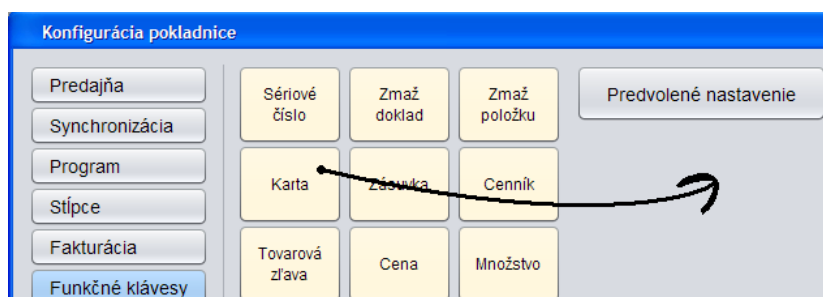 Konfigurácia pokladnice
Predajňa
Synchronizácia
Program
Stĺpce
Fakturácia
Funkčné klávesy
Sériové
číslo
Zmaž
doklad
Zmaž
položku
Karta
Zásuvka
Cenník
Tovarová
zľava
Cena
Množstvo
Predvolené nastavenie